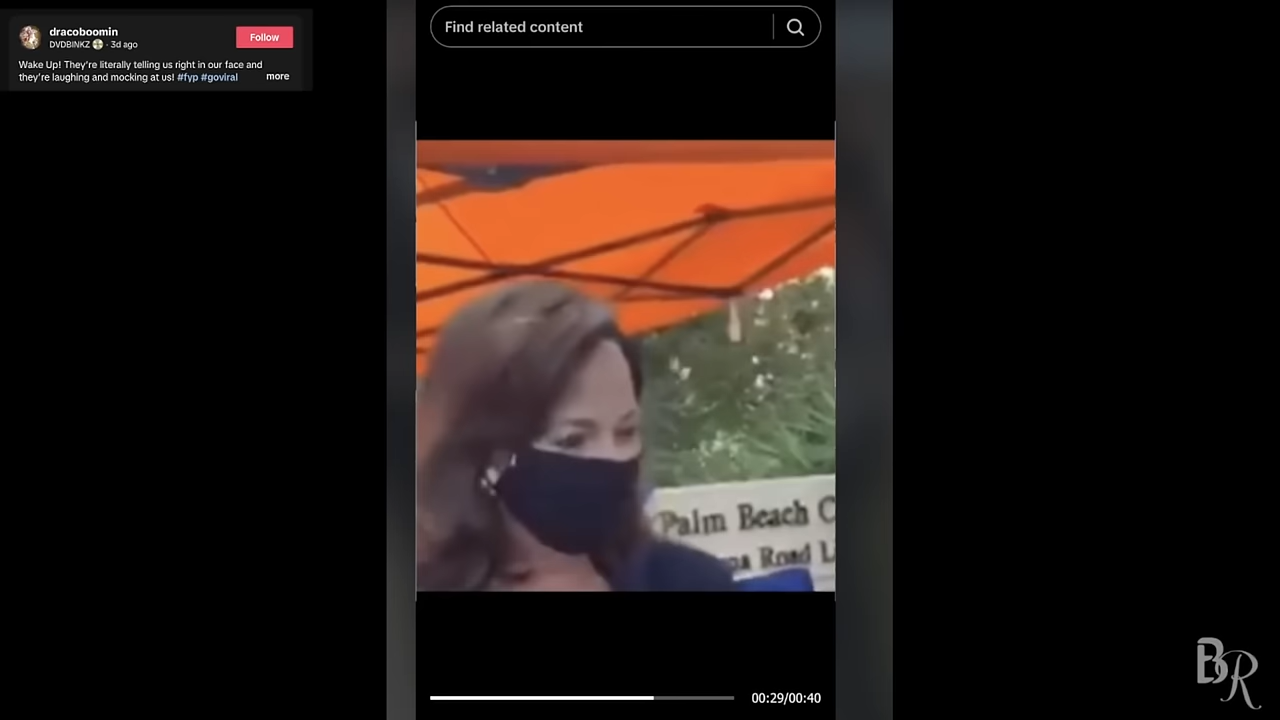 dracoboomin
DVDBINKZ · 3d ago
Follow
Wake Up! They're literally telling us right in our face and
they're laughing and mocking at us! #fyp #goviral
more
Find related content
Palm Beach C
Road L
00:29/00:40
BR